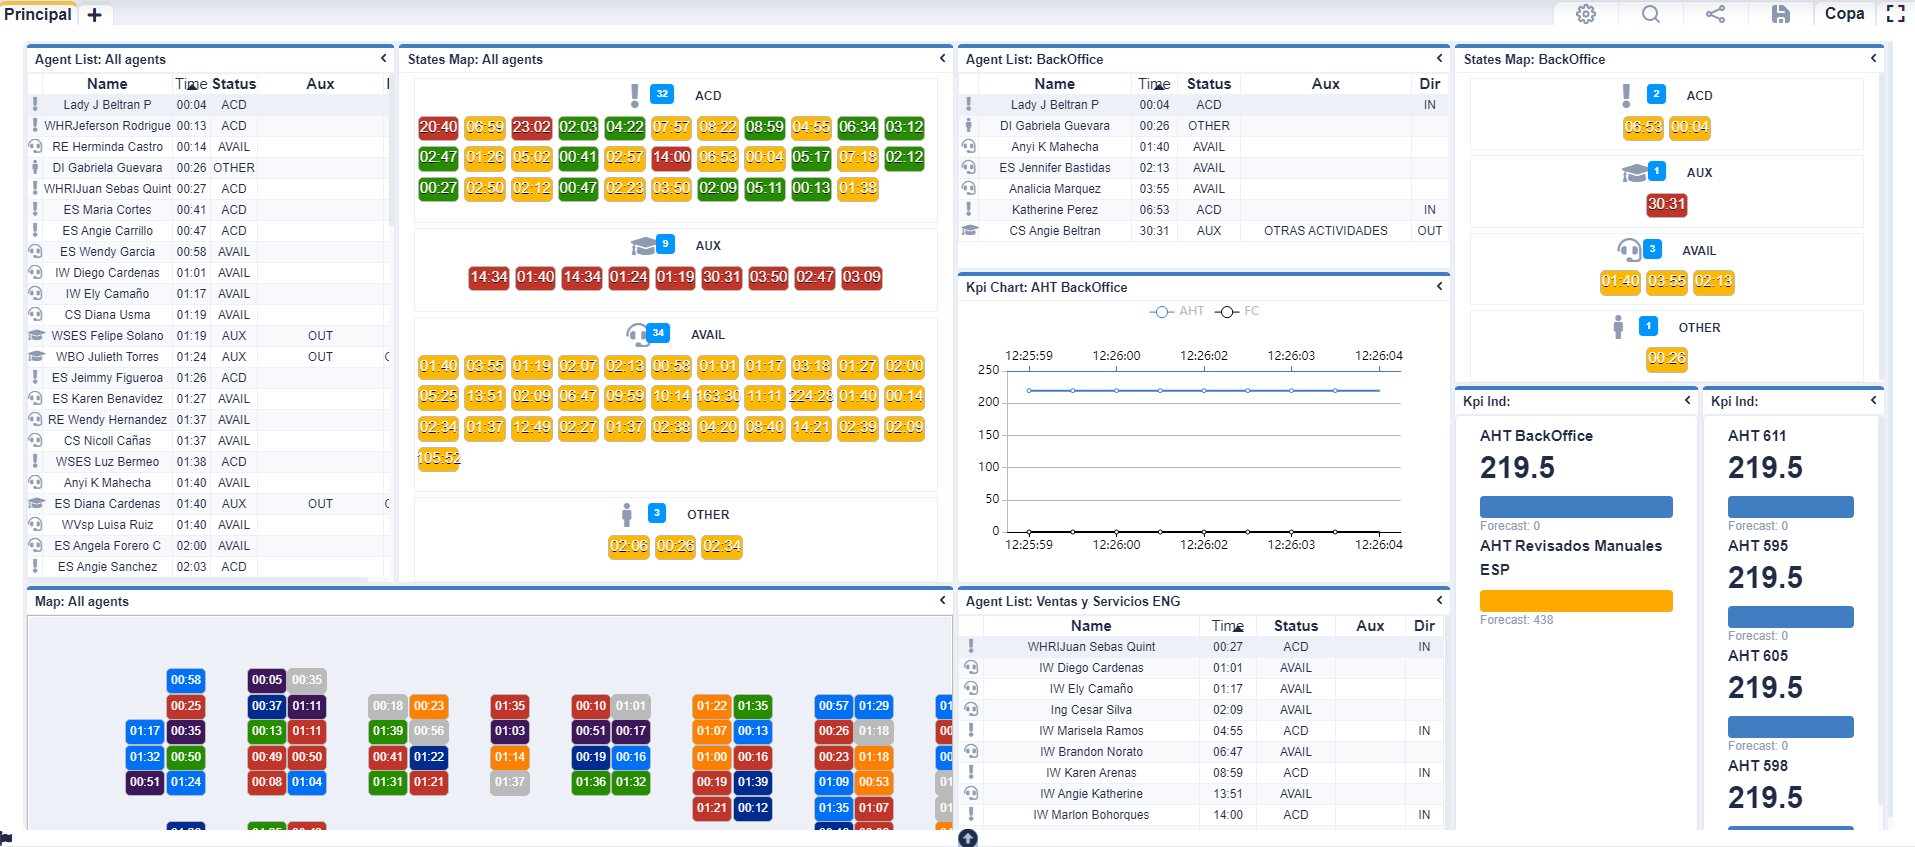 Principal
Copa
Agent List: All agents
Name Time Status Aux
Lady J Beltran P 00:04 ACD
WHRJeferson Rodrigue 00:13 ACD
RE Herminda Castro 00:14 AVAIL
DI Gabriela Guevara 00:26 OTHER
WHRIJuan Sebas Quint 00:27 ACD
ES Maria Cortes 00:41 ACD
ES Angie Carrillo 00:47 ACD
ES Wendy Garcia 00:58 AVAIL
IW Diego Cardenas 01:01 AVAIL
IW Ely Camaño 01:17 AVAIL
CS Diana Usma 01:19 AVAIL
WSES Felipe Solano 01:19 AUX OUT
WBO Julieth Torres 01:24 AUX OUT
ES Jeimmy Figueroa 01:26 ACD
ES Karen Benavidez 01:27 AVAIL
RE Wendy Hernandez 01:37 AVAIL
CS Nicoll Cañas 01:37 AVAIL
WSES Luz Bermeo 01:38 ACD
Anyi K Mahecha 01:40 AVAIL
ES Diana Cardenas 01:40 AUX OUT
WVsp Luisa Ruiz 01:40 AVAIL
ES Angela Forero C 02:00 AVAIL
ES Angie Sanchez 02:03 ACD
States Map: All agents
32 ACD
20:40 06:59 23:02 02:03 04:22 07:57 08:22 08:59 04:55 06:34 03:12
02:47 01:26 05:02 00:41 02:57 14:00 06:53 00:04 05:17 07:18 02:12
00:27 02:50 02:12 00:47 02:23 03:50 02:09 05:11 00:13 01:38
9 AUX
14:34 01:40 14:34 01:24 01:19 30:31 03:50 02:47 03:09
34 AVAIL
01:40 03:55 01:19 02:07 02:13 00:58 01:01 01:17 03:18 01:27 02:00
05:25 13:51 02:09 06:47 09:59 10:14 163:30 11:11 224:28 01:40 00:14
02:34 01:37 12:49 02:27 01:37 02:38 04:20 08:40 14:21 02:39 02:09
105:52
3 OTHER
02:06 00:26 02:34
Agent List: BackOffice
Name Time Status Aux Dir
Lady J Beltran P 00:04 ACD IN
DI Gabriela Guevara 00:26 OTHER
Anyi K Mahecha 01:40 AVAIL
ES Jennifer Bastidas 02:13 AVAIL
Analicia Marquez 03:55 AVAIL
Katherine Perez 06:53 ACD IN
CS Angie Beltran 30:31 AUX OTRAS ACTIVIDADES OUT
Kpi Chart: AHT BackOffice
AHT FC
12:25:59 12:26:00 12:26:02 12:26:03 12:26:04
250
200
150
100
50
0
12:25:59 12:26:00 12:26:02 12:26:03 12:26:04
States Map: BackOffice
2 ACD
06:53 00:04
1 AUX
30:31
3 AVAIL
01:40 03:55 02:13
1 OTHER
00:26
Kpi Ind:
AHT BackOffice
219.5
Forecast: 0
AHT Revisados Manuales
ESP
Forecast: 438
Kpi Ind:
AHT 611
219.5
Forecast: 0
AHT 595
219.5
Forecast: 0
AHT 605
219.5
Forecast: 0
AHT 598
219.5
Map: All agents
00:58 00:05 00:35
00:25 00:37 01:11 00:18 00:23 01:35 00:10 01:01 01:22 01:35 00:57 01:29
01:17 00:35 00:13 01:11 01:39 00:56 01:03 00:51 00:17 01:07 00:13 00:26 01:18
01:32 00:50 00:49 00:50 00:41 01:22 01:14 00:19 00:16 01:00 00:16 00:23 01:18
00:51 01:24 00:08 01:04 01:31 01:21 01:37 01:36 01:32 00:19 01:39 01:09 00:53
01:21 00:12 01:35 01:07
Agent List: Ventas y Servicios ENG
Name Time Status Aux Dir
WHRIJuan Sebas Quint 00:27 ACD IN
IW Diego Cardenas 01:01 AVAIL
IW Ely Camaño 01:17 AVAIL
Ing Cesar Silva 02:09 AVAIL
IW Marisela Ramos 04:55 ACD IN
IW Brandon Norato 06:47 AVAIL
IW Karen Arenas 08:59 ACD IN
IW Angie Katherine 13:51 AVAIL
IW Marlon Bohorques 14:00 ACD IN